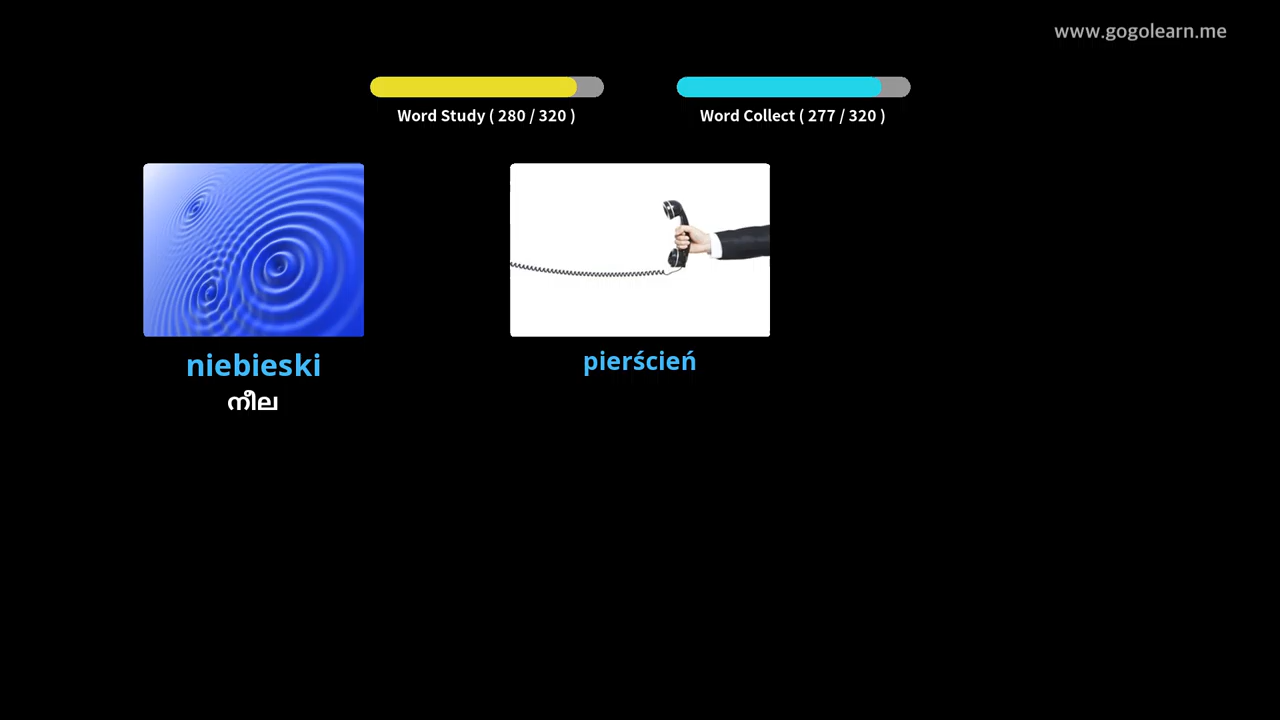 www.gogolearn.me
Word Study ( 280 / 320 )
Word Collect ( 277 / 320 )
niebieski
നീല
pierścień